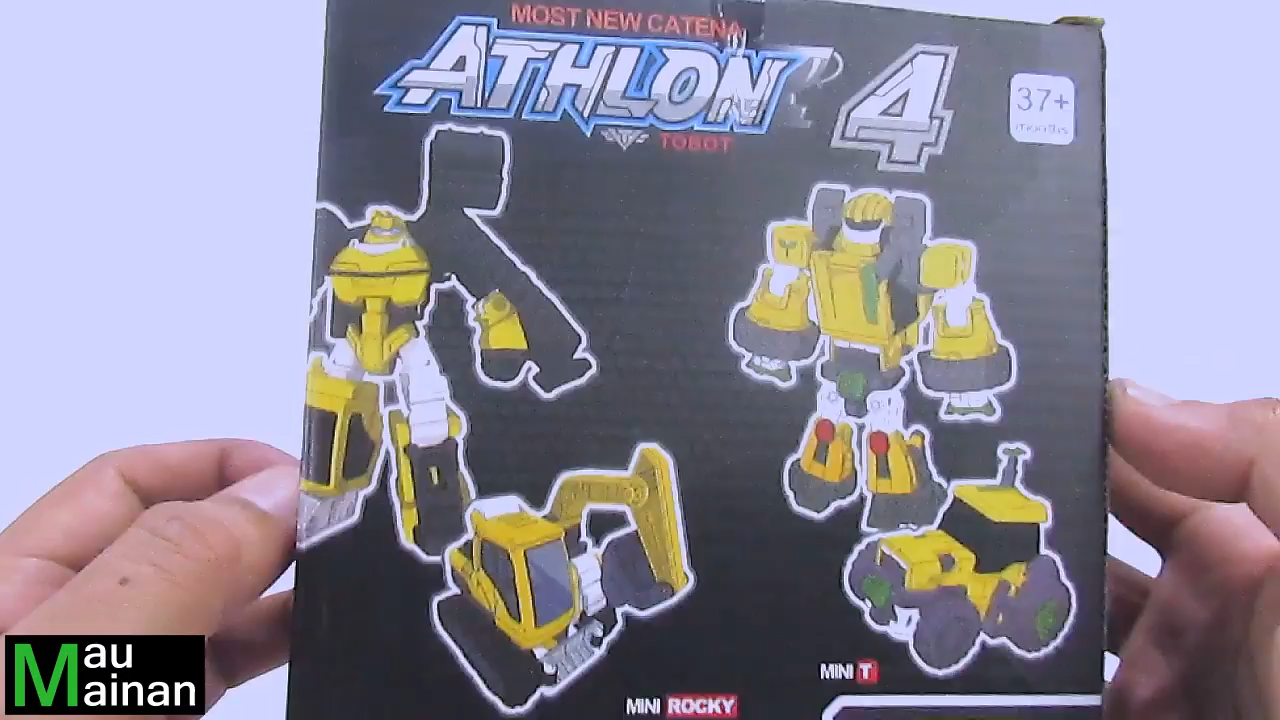 MOST NEW CATENA
ATHLON 4
TOBOT
37+
months
MINI T
MINI ROCKY
Mau
Mainan